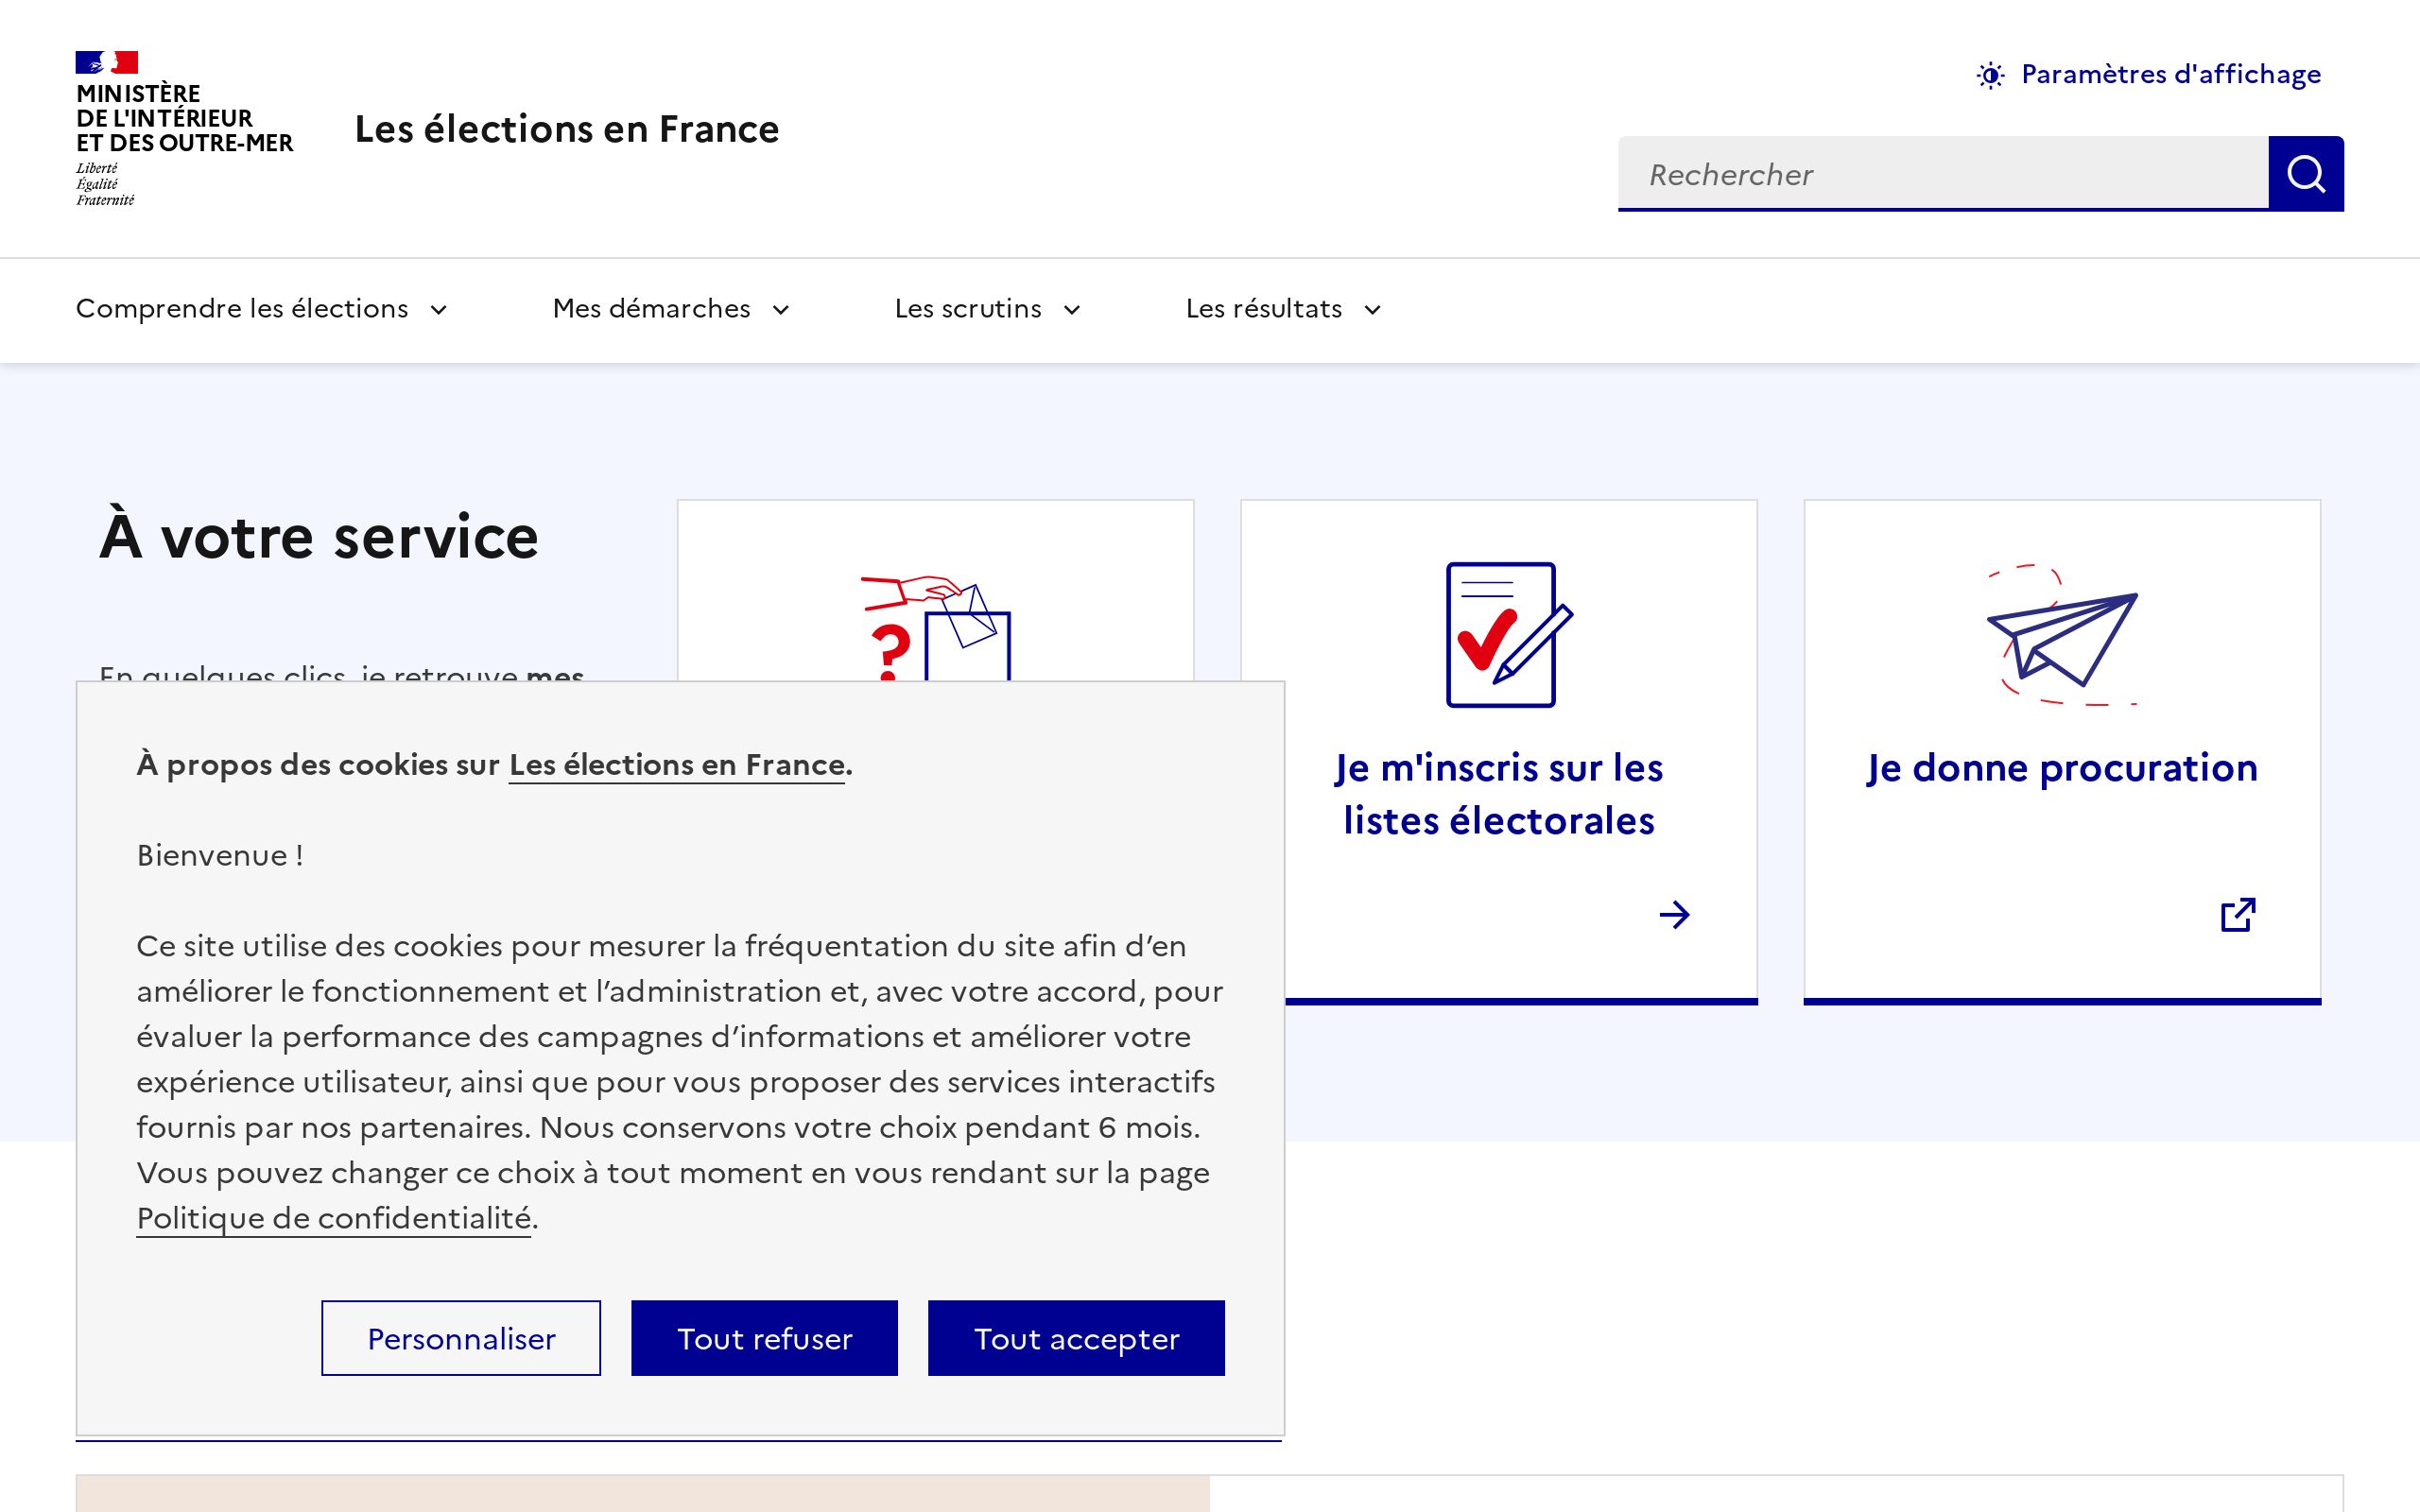 MINISTÈRE
DE L'INTÉRIEUR
ET DES OUTRE-MER
Liberté
Égalité
Fraternité
Les élections en France
Paramètres d'affichage
Rechercher
Comprendre les élections
Mes démarches
Les scrutins
Les résultats
À votre service
En quelques clics, je retrouve mes
?
Je m'inscris sur les
listes électorales
Je donne procuration
À propos des cookies sur Les élections en France.
Bienvenue !
Ce site utilise des cookies pour mesurer la fréquentation du site afin d’en
améliorer le fonctionnement et l’administration et, avec votre accord, pour
évaluer la performance des campagnes d’informations et améliorer votre
expérience utilisateur, ainsi que pour vous proposer des services interactifs
fournis par nos partenaires. Nous conservons votre choix pendant 6 mois.
Vous pouvez changer ce choix à tout moment en vous rendant sur la page
Politique de confidentialité.
Personnaliser
Tout refuser
Tout accepter